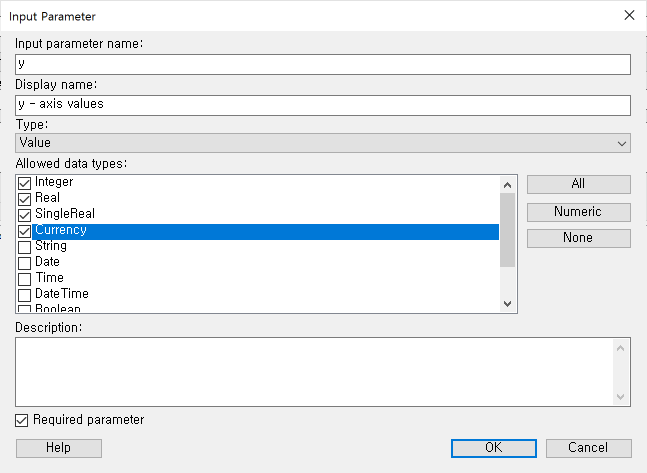 Input Parameter
Input parameter name:
y
Display name:
y - axis values
Type:
Value
Allowed data types:
Integer
Real
SingleReal
Currency
String
Date
Time
DateTime
Boolean
All
Numeric
None
Description:
Required parameter
Help
OK
Cancel